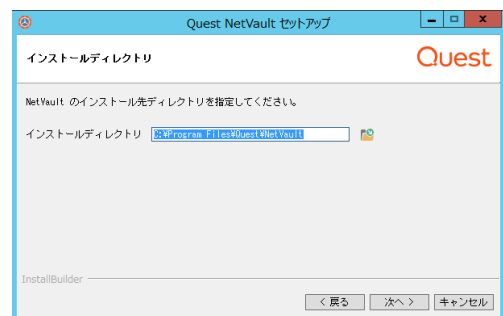 Quest NetVault セットアップ
インストールディレクトリ
Quest
NetVault のインストール先ディレクトリを指定してください。
インストールディレクトリ C:¥Program Files¥Quest¥NetVault
InstallBuilder
< 戻る 次へ > キャンセル